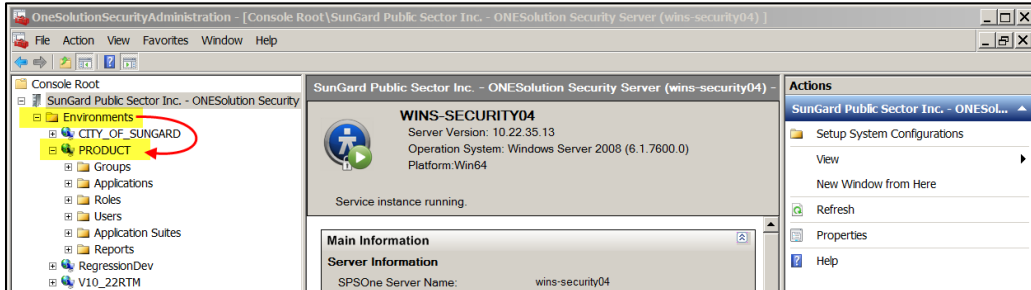 OneSolutionSecurityAdministration - [Console Root\SunGard Public Sector Inc. - ONESolution Security Server (wins-security04) ]
File Action View Favorites Window Help
Console Root
SunGard Public Sector Inc. - ONESolution Security
Environments
CITY_OF_SUNGARD
PRODUCT
Groups
Applications
Roles
Users
Application Suites
Reports
RegressionDev
V10_22RTM
SunGard Public Sector Inc. - ONESolution Security Server (wins-security04) -
WINS-SECURITY04
Server Version: 10.22.35.13
Operation System: Windows Server 2008 (6.1.7600.0)
Platform:Win64
Service instance running.
Main Information
Server Information
SPSOne Server Name: wins-security04
Actions
SunGard Public Sector Inc. - ONESol...
Setup System Configurations
View
New Window from Here
Refresh
Properties
Help